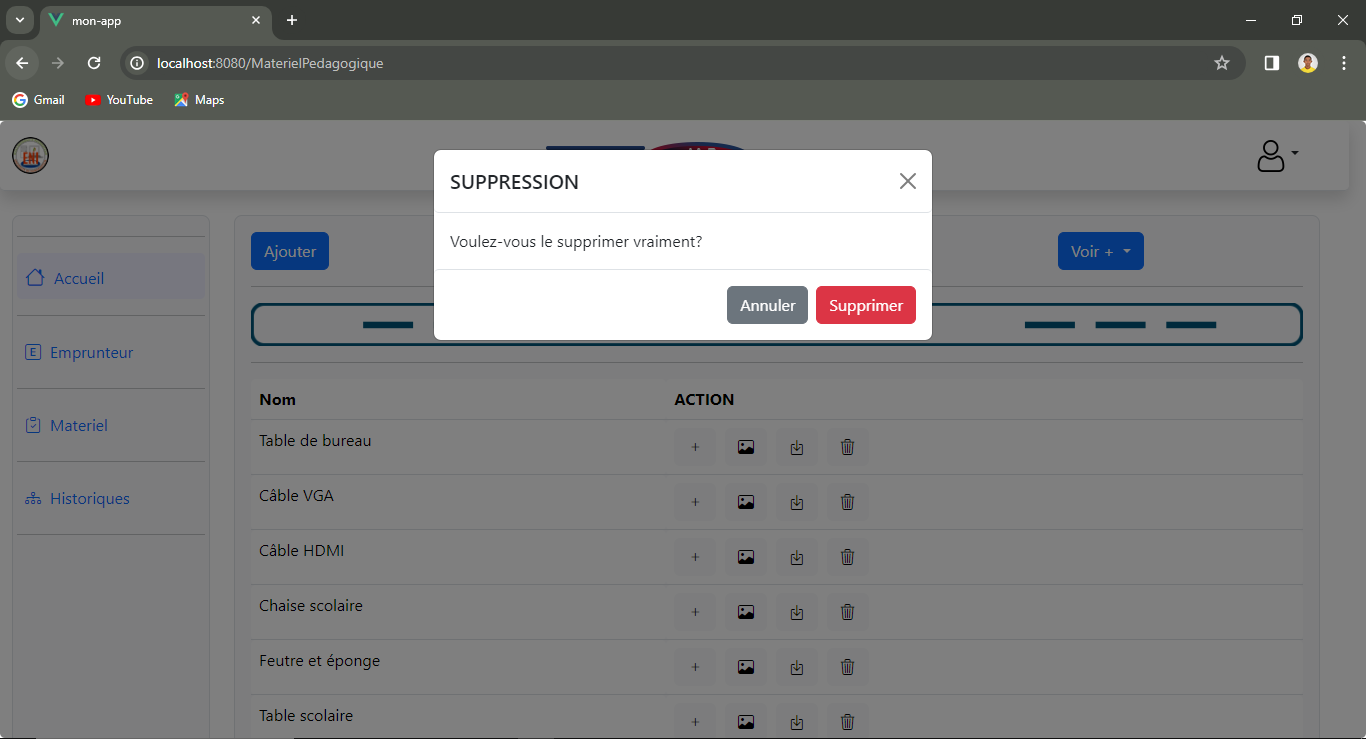 mon-app
localhost:8080/MaterielPedagogique
Gmail YouTube Maps
SUPPRESSION
Voulez-vous le supprimer vraiment?
Annuler Supprimer
Ajouter Voir +
Accueil
E Emprunteur
Materiel
Historiques
Nom ACTION
Table de bureau +
Câble VGA +
Câble HDMI +
Chaise scolaire +
Feutre et éponge +
Table scolaire +